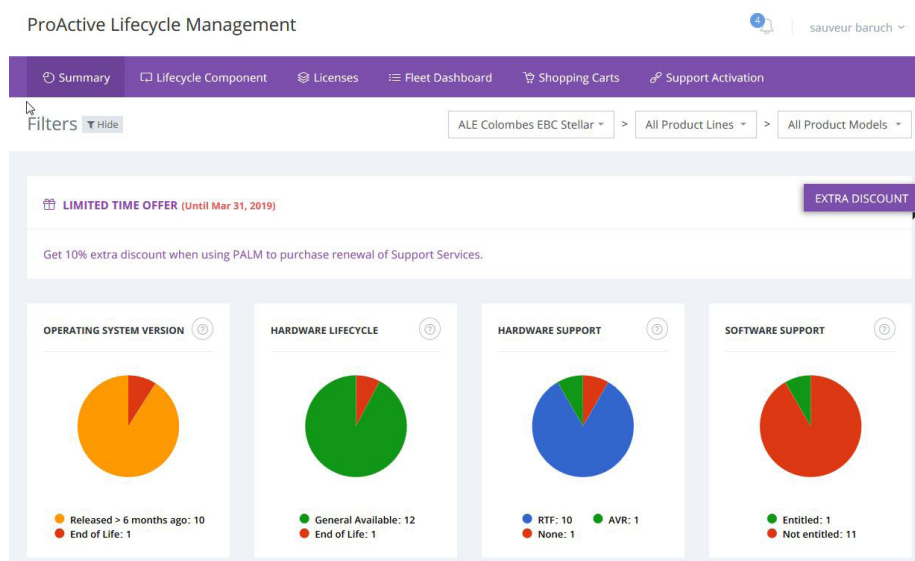 ProActive Lifecycle Management
4
sauveur baruch
Summary Lifecycle Component Licenses Fleet Dashboard Shopping Carts Support Activation
Filters Hide ALE Colombes EBC Stellar > All Product Lines > All Product Models
LIMITED TIME OFFER (Until Mar 31, 2019) EXTRA DISCOUNT
Get 10% extra discount when using PALM to purchase renewal of Support Services.
OPERATING SYSTEM VERSION ?
Released > 6 months ago: 10
End of Life: 1
HARDWARE LIFECYCLE ?
General Available: 12
End of Life: 1
HARDWARE SUPPORT ?
RTF: 10 AVR: 1
None: 1
SOFTWARE SUPPORT ?
Entitled: 1
Not entitled: 11